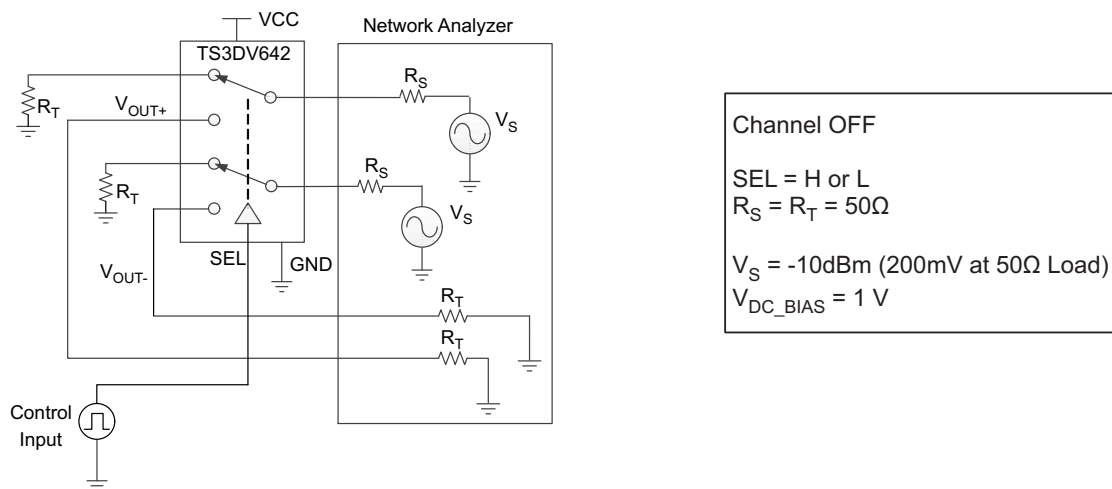 VCC
Network Analyzer
TS3DV642
R_S
R_T
V_OUT+
V_S
R_S
R_T
V_S
SEL
GND
V_OUT-
R_T
R_T
Control
Input
Channel OFF
SEL = H or L
R_S = R_T = 50Ω
V_S = -10dBm (200mV at 50Ω Load)
V_DC_BIAS = 1 V